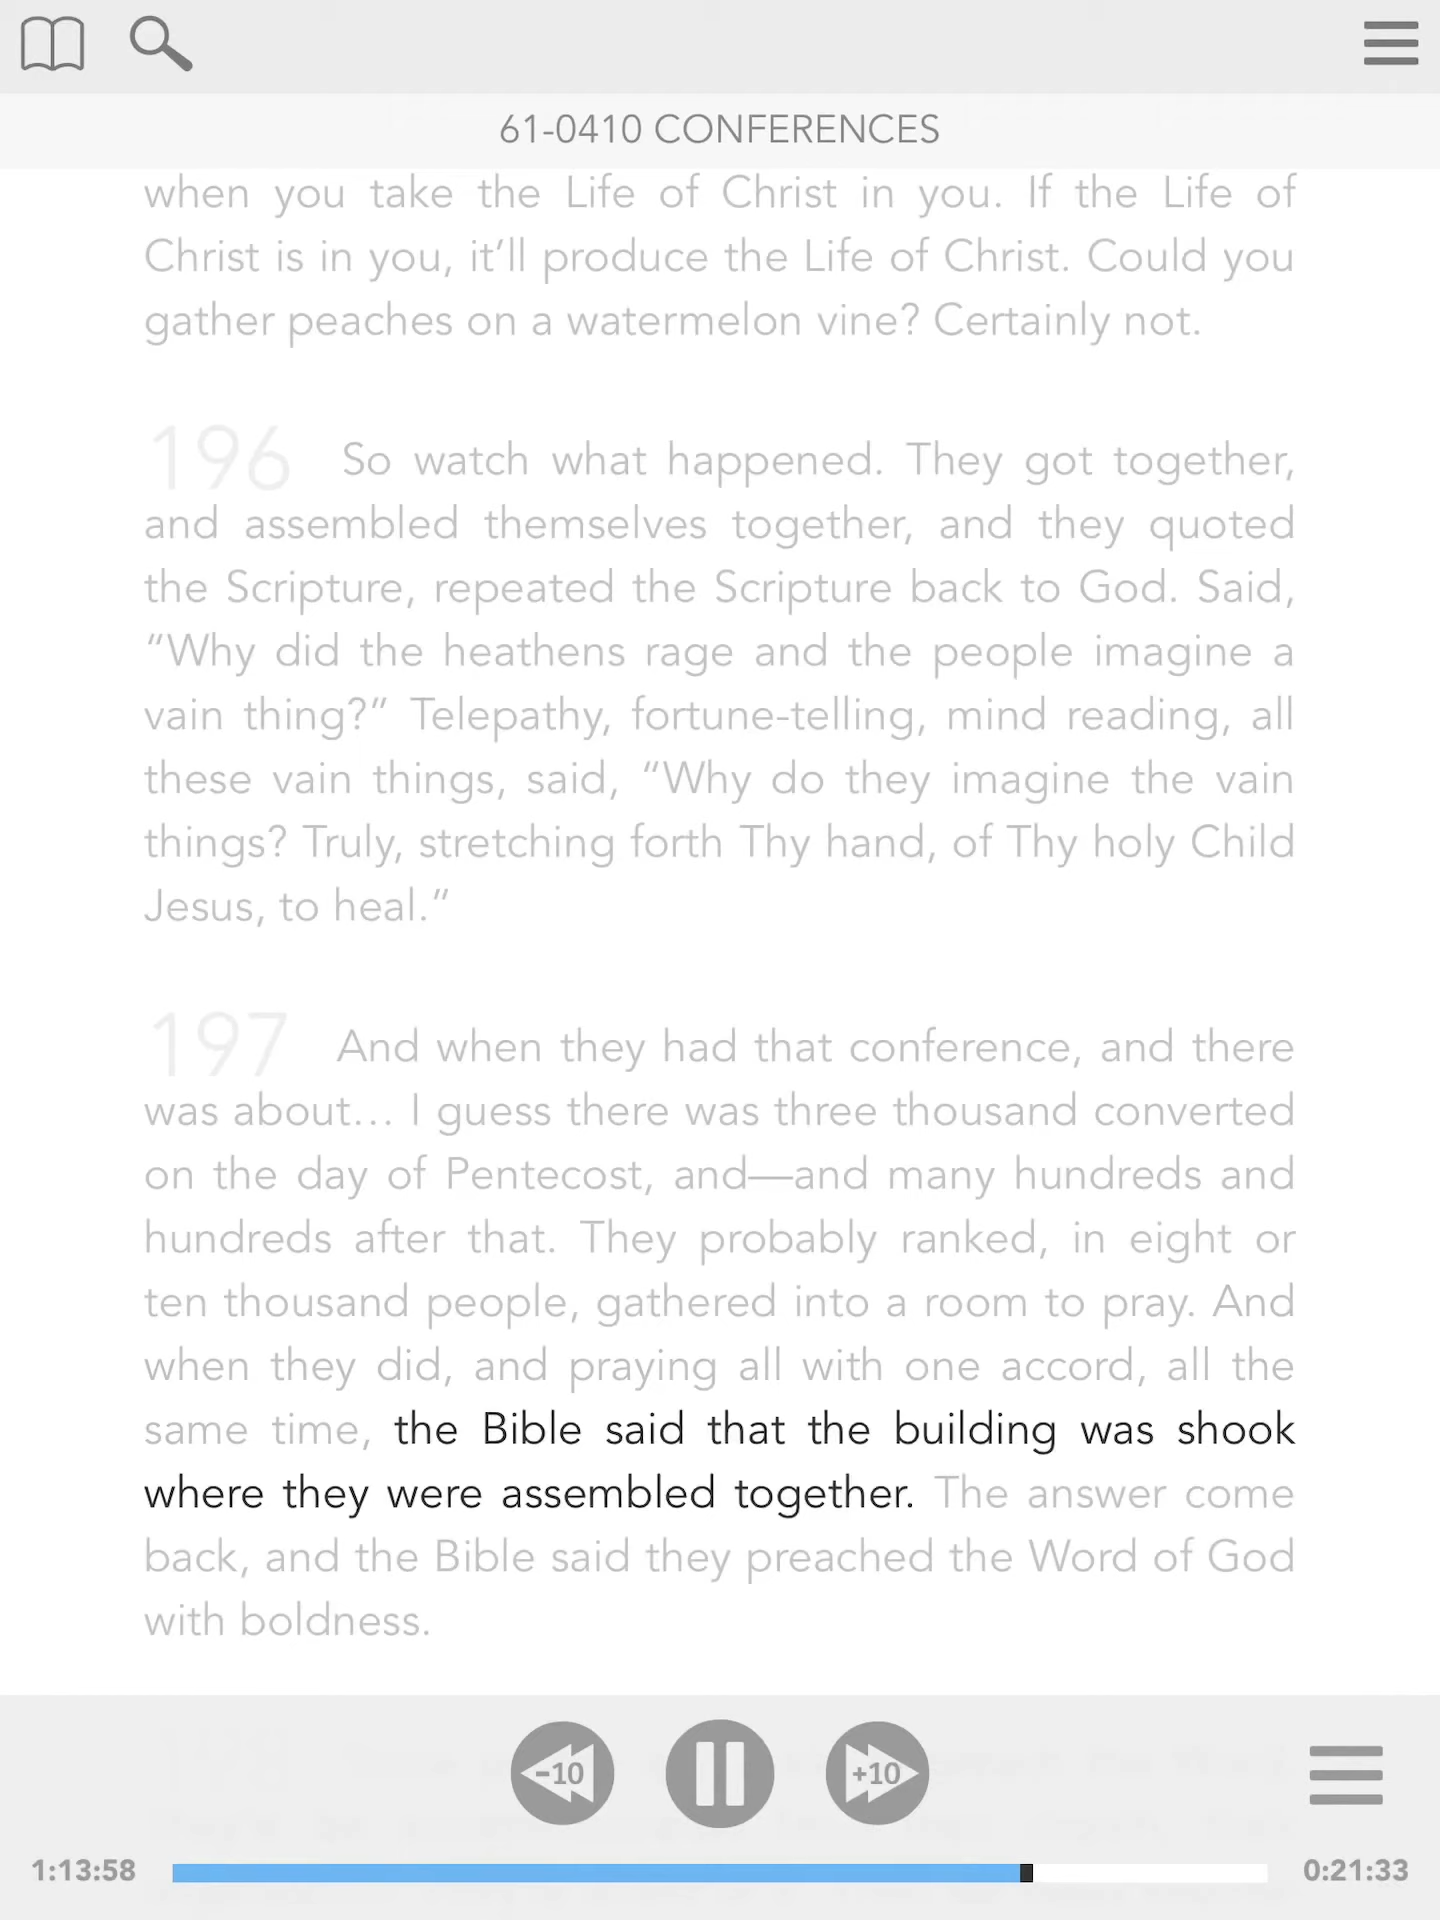 61-0410 CONFERENCES
when you take the Life of Christ in you. If the Life of
Christ is in you, it’ll produce the Life of Christ. Could you
gather peaches on a watermelon vine? Certainly not.
196 So watch what happened. They got together,
and assembled themselves together, and they quoted
the Scripture, repeated the Scripture back to God. Said,
“Why did the heathens rage and the people imagine a
vain thing?” Telepathy, fortune-telling, mind reading, all
these vain things, said, “Why do they imagine the vain
things? Truly, stretching forth Thy hand, of Thy holy Child
Jesus, to heal.”
197 And when they had that conference, and there
was about… I guess there was three thousand converted
on the day of Pentecost, and—and many hundreds and
hundreds after that. They probably ranked, in eight or
ten thousand people, gathered into a room to pray. And
when they did, and praying all with one accord, all the
same time, the Bible said that the building was shook
where they were assembled together. The answer come
back, and the Bible said they preached the Word of God
with boldness.
-10 +10
1:13:58 0:21:33